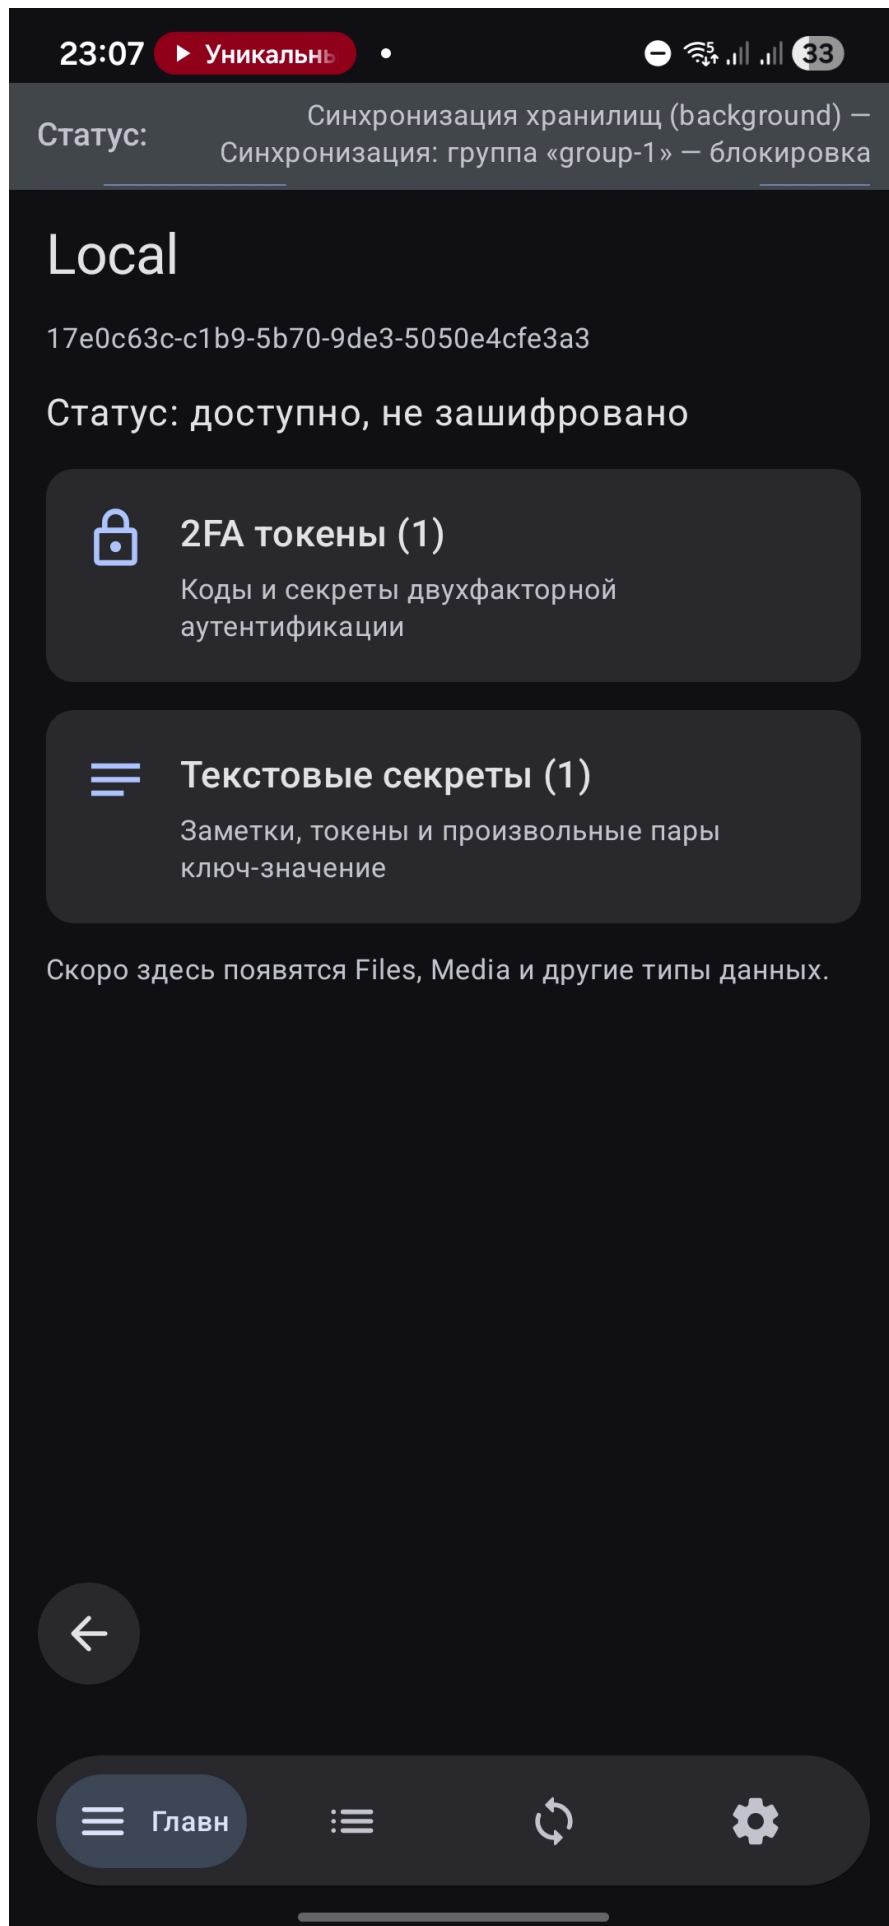 23:07 Уникальнь 33
Статус:
Синхронизация хранилищ (background) —
Синхронизация: группа «group-1» — блокировка
Local
17e0c63c-c1b9-5b70-9de3-5050e4cfe3a3
Статус: доступно, не зашифровано
2FA токены (1)
Коды и секреты двухфакторной
аутентификации
Текстовые секреты (1)
Заметки, токены и произвольные пары
ключ-значение
Скоро здесь появятся Files, Media и другие типы данных.
Главн